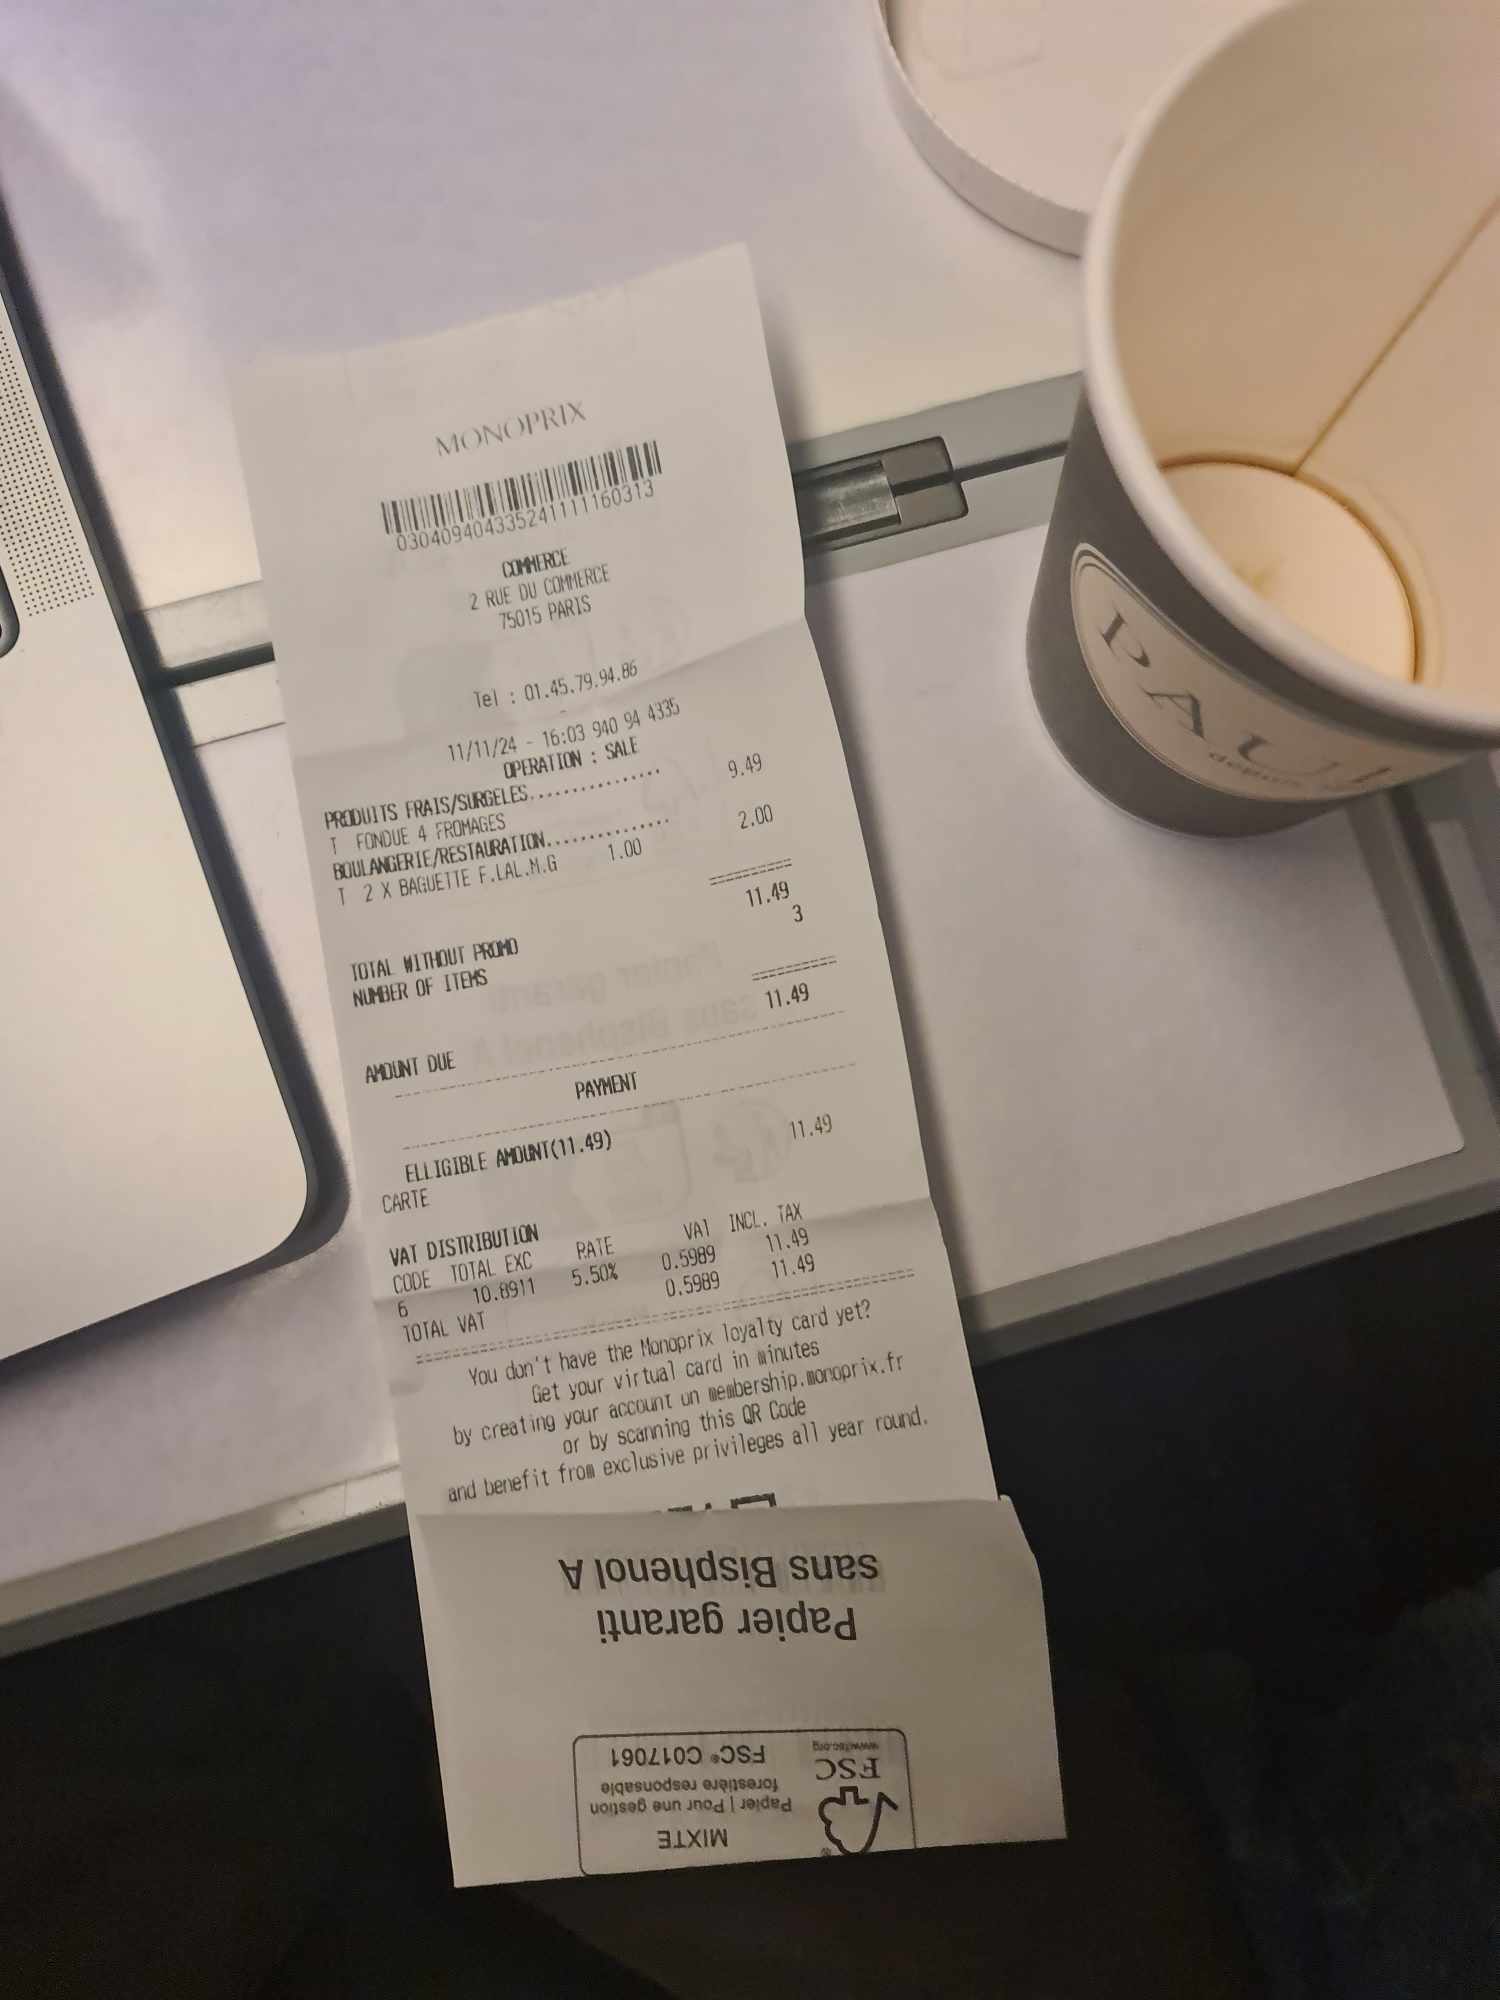 MONOPRIX
03040940433524111160313
COMMERCE
2 RUE DU COMMERCE
75015 PARIS
Tel : 01.45.79.94.86
-
11/11/24 - 16:03 940 94 4335
OPERATION : SALE
PRODUITS FRAIS/SURGELES................
T FONDUE 4 FROMAGES 9.49
BOULANGERIE/RESTAURATION...............
T 2 X BAGUETTE F.LAL.M.G 1.00 2.00
TOTAL WITHOUT PROMO 11.49
NUMBER OF ITEMS 3
AMOUNT DUE 11.49
PAYMENT
ELLIGIBLE AMOUNT(11.49)
CARTE 11.49
VAT DISTRIBUTION
CODE TOTAL EXC RATE VAT INCL. TAX
6 10.8911 5.50% 0.5989 11.49
TOTAL VAT 0.5989 11.49
You don't have the Monoprix loyalty card yet?
Get your virtual card in minutes
by creating your account on membership.monoprix.fr
or by scanning this QR Code
and benefit from exclusive privileges all year round.
Papier garanti
sans Bisphenol A
FSC
www.fsc.org
MIXTE
Papier | Pour une gestion
forestière responsable
FSC® C017061
PAUL
depuis